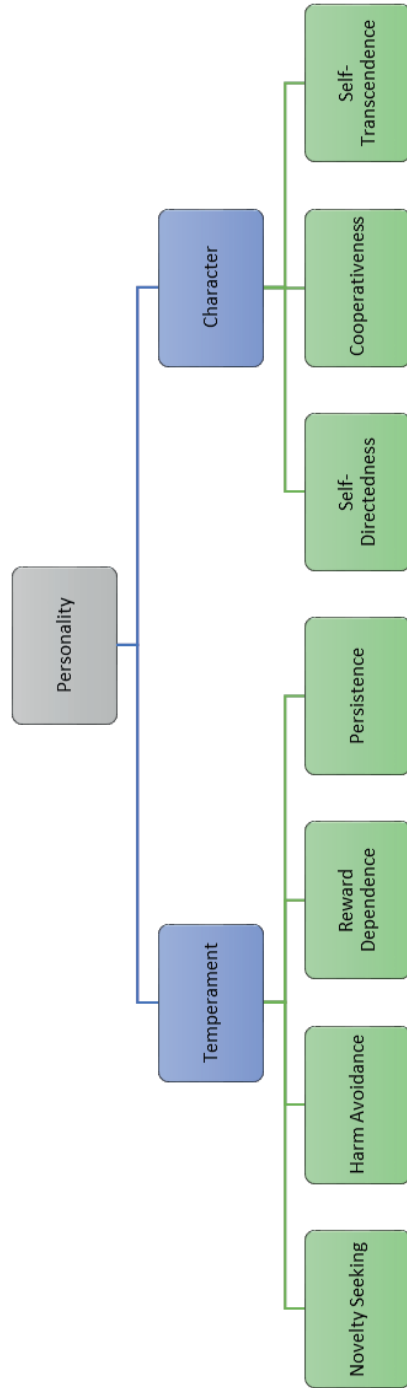 Personality
Temperament
Character
Novelty Seeking
Harm Avoidance
Reward
Dependence
Persistence
Self-
Directedness
Cooperativeness
Self-
Transcendence